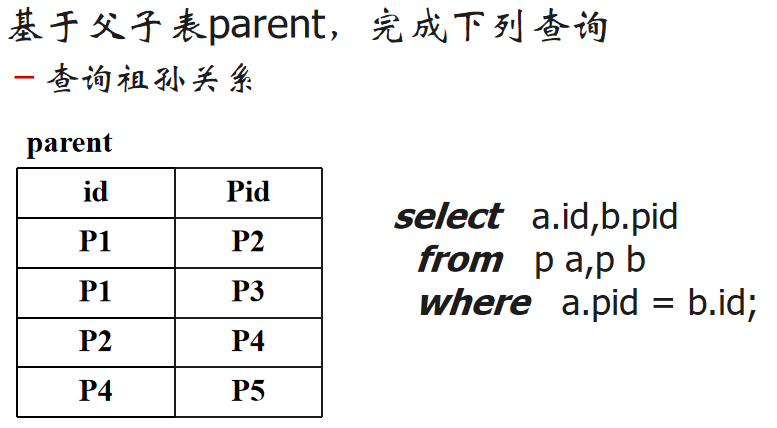 基于父子表parent，完成下列查询
– 查询祖孙关系
parent
id Pid
P1 P2
P1 P3
P2 P4
P4 P5
select a.id,b.pid
from p a,p b
where a.pid = b.id;